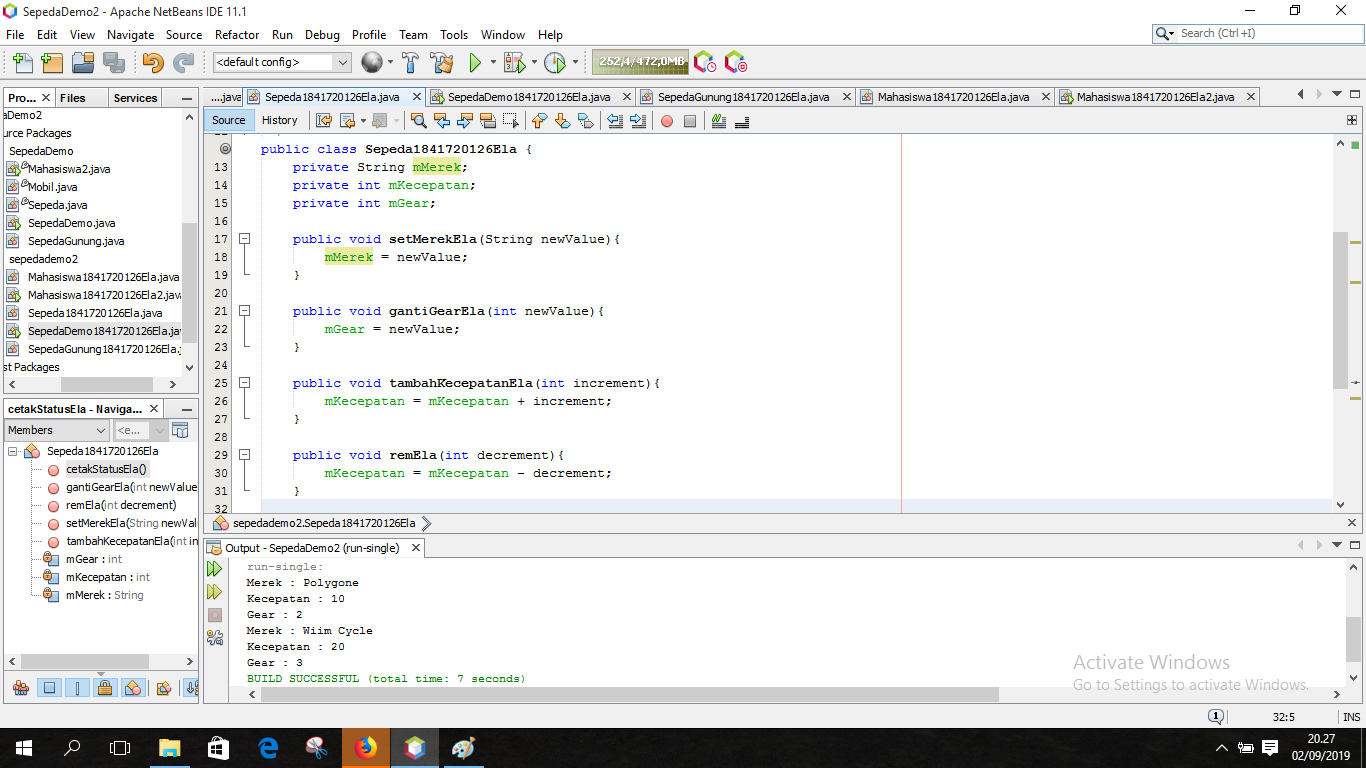 SepedaDemo2 - Apache NetBeans IDE 11.1
File Edit View Navigate Source Refactor Run Debug Profile Team Tools Window Help
Search (Ctrl+I)
<default config>
252,4/472,0MB
Pro... Files Services
...java Sepeda1841720126Ela.java SepedaDemo1841720126Ela.java SepedaGunung1841720126Ela.java Mahasiswa1841720126Ela.java Mahasiswa1841720126Ela2.java
Source History
aDemo2
urce Packages
SepedaDemo
Mahasiswa2.java
Mobil.java
Sepeda.java
SepedaDemo.java
SepedaGunung.java
sepedademo2
Mahasiswa1841720126Ela.java
Mahasiswa1841720126Ela2.java
Sepeda1841720126Ela.java
SepedaDemo1841720126Ela.ja
SepedaGunung1841720126Ela.j
st Packages
public class Sepeda1841720126Ela {
13 private String mMerek;
14 private int mKecepatan;
15 private int mGear;
16
17 public void setMerekEla(String newValue){
18 mMerek = newValue;
19 }
20
21 public void gantiGearEla(int newValue){
22 mGear = newValue;
23 }
24
25 public void tambahKecepatanEla(int increment){
26 mKecepatan = mKecepatan + increment;
27 }
28
29 public void remEla(int decrement){
30 mKecepatan = mKecepatan - decrement;
31 }
32
sepedademo2.Sepeda1841720126Ela
cetakStatusEla - Naviga...
Members <e...
Sepeda1841720126Ela
cetakStatusEla()
gantiGearEla(int newValue
remEla(int decrement)
setMerekEla(String newVal
tambahKecepatanEla(int in
mGear : int
mKecepatan : int
mMerek : String
Output - SepedaDemo2 (run-single)
run-single:
Merek : Polygone
Kecepatan : 10
Gear : 2
Merek : Wiim Cycle
Kecepatan : 20
Gear : 3
BUILD SUCCESSFUL (total time: 7 seconds)
Activate Windows
Go to Settings to activate Windows.
1 32:5 INS
20.27
02/09/2019